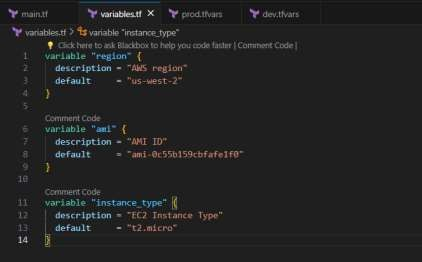 main.tf variables.tf prod.tfvars dev.tfvars
variables.tf > variable "instance_type"
Click here to ask Blackbox to help you code faster | Comment Code |
1 variable "region" {
2 description = "AWS region"
3 default = "us-west-2"
4 }
5
Comment Code
6 variable "ami" {
7 description = "AMI ID"
8 default = "ami-0c55b159cbfafe1f0"
9 }
10
Comment Code
11 variable "instance_type" {
12 description = "EC2 Instance Type"
13 default = "t2.micro"
14 }